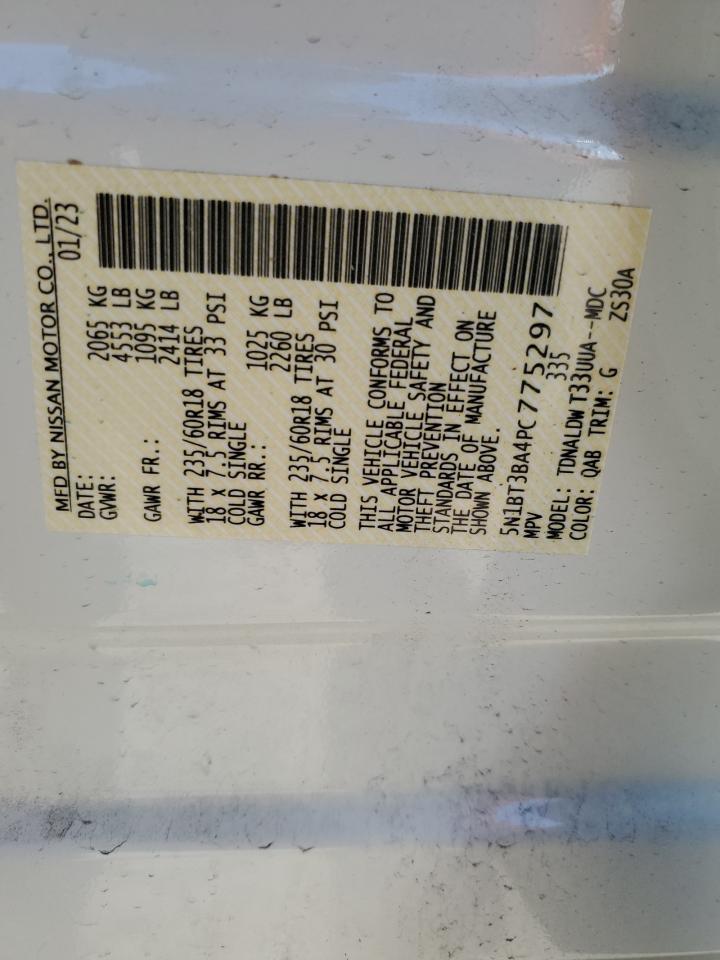 MFD BY NISSAN MOTOR CO., LTD.
DATE: 01/23
GVWR: 2065 KG
4553 LB
GAWR FR.: 1095 KG
2414 LB
WITH 235/60R18 TIRES
18 X 7.5 RIMS AT 33 PSI
COLD SINGLE
GAWR RR.: 1025 KG
2260 LB
WITH 235/60R18 TIRES
18 X 7.5 RIMS AT 30 PSI
COLD SINGLE
THIS VEHICLE CONFORMS TO
ALL APPLICABLE FEDERAL
MOTOR VEHICLE SAFETY AND
THEFT PREVENTION
STANDARDS IN EFFECT ON
THE DATE OF MANUFACTURE
SHOWN ABOVE.
5N1BT3BA4PC775297
MPV 335
MODEL: TDNALDW T33UUA--MDC
COLOR: QAB TRIM: G
ZS30A